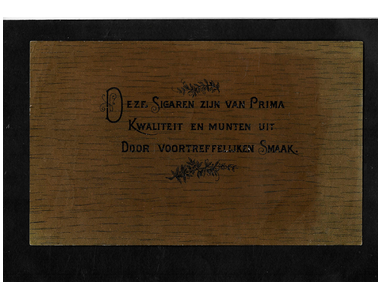 Deze Sigaren zijn van Prima
Kwaliteit en munten uit
Door voortreffelijken Smaak.